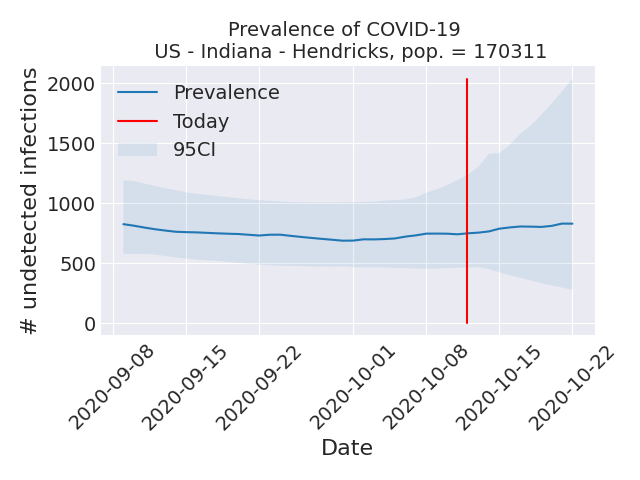 Prevalence of COVID-19
US - Indiana - Hendricks, pop. = 170311
# undetected infections
2000
1500
1000
500
0
Prevalence
Today
95CI
2020-09-08
2020-09-15
2020-09-22
2020-10-01
2020-10-08
2020-10-15
2020-10-22
Date